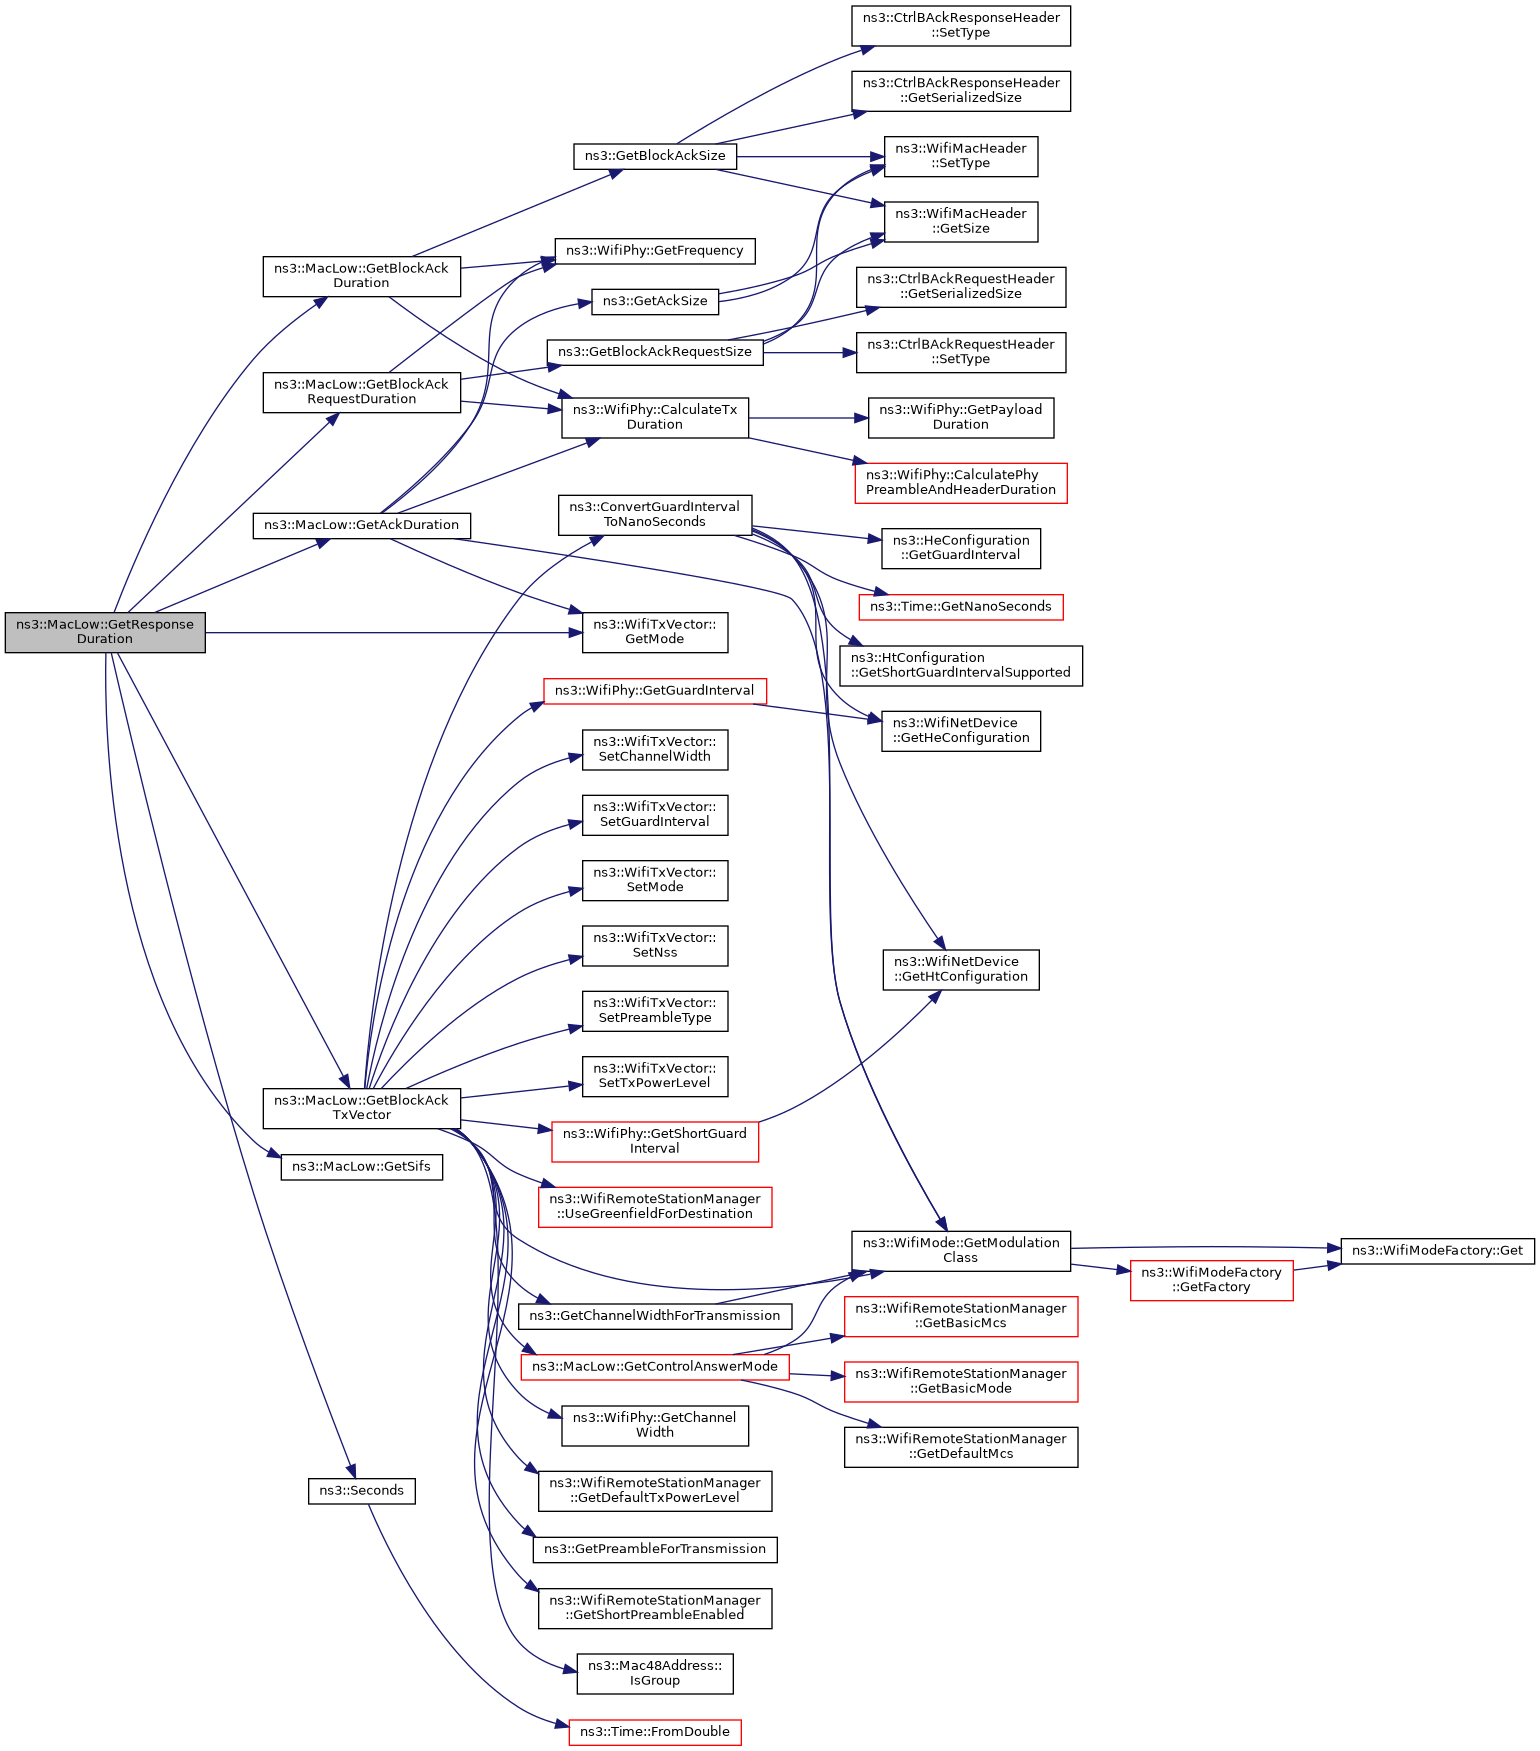 ns3::MacLow::GetResponse
Duration
ns3::MacLow::GetBlockAck
Duration
ns3::MacLow::GetBlockAck
RequestDuration
ns3::MacLow::GetAckDuration
ns3::MacLow::GetBlockAck
TxVector
ns3::MacLow::GetSifs
ns3::Seconds
ns3::GetBlockAckSize
ns3::WifiPhy::GetFrequency
ns3::GetAckSize
ns3::GetBlockAckRequestSize
ns3::WifiPhy::CalculateTx
Duration
ns3::ConvertGuardInterval
ToNanoSeconds
ns3::WifiTxVector::
GetMode
ns3::WifiPhy::GetGuardInterval
ns3::WifiTxVector::
SetChannelWidth
ns3::WifiTxVector::
SetGuardInterval
ns3::WifiTxVector::
SetMode
ns3::WifiTxVector::
SetNss
ns3::WifiTxVector::
SetPreambleType
ns3::WifiTxVector::
SetTxPowerLevel
ns3::WifiPhy::GetShortGuard
Interval
ns3::WifiRemoteStationManager
::UseGreenfieldForDestination
ns3::GetChannelWidthForTransmission
ns3::MacLow::GetControlAnswerMode
ns3::WifiPhy::GetChannel
Width
ns3::WifiRemoteStationManager
::GetDefaultTxPowerLevel
ns3::GetPreambleForTransmission
ns3::WifiRemoteStationManager
::GetShortPreambleEnabled
ns3::Mac48Address::
IsGroup
ns3::Time::FromDouble
ns3::CtrlBAckResponseHeader
::SetType
ns3::CtrlBAckResponseHeader
::GetSerializedSize
ns3::WifiMacHeader
::SetType
ns3::WifiMacHeader
::GetSize
ns3::CtrlBAckRequestHeader
::GetSerializedSize
ns3::CtrlBAckRequestHeader
::SetType
ns3::WifiPhy::GetPayload
Duration
ns3::WifiPhy::CalculatePhy
PreambleAndHeaderDuration
ns3::HeConfiguration
::GetGuardInterval
ns3::Time::GetNanoSeconds
ns3::HtConfiguration
::GetShortGuardIntervalSupported
ns3::WifiNetDevice
::GetHeConfiguration
ns3::WifiNetDevice
::GetHtConfiguration
ns3::WifiMode::GetModulation
Class
ns3::WifiRemoteStationManager
::GetBasicMcs
ns3::WifiRemoteStationManager
::GetBasicMode
ns3::WifiRemoteStationManager
::GetDefaultMcs
ns3::WifiModeFactory::Get
ns3::WifiModeFactory
::GetFactory